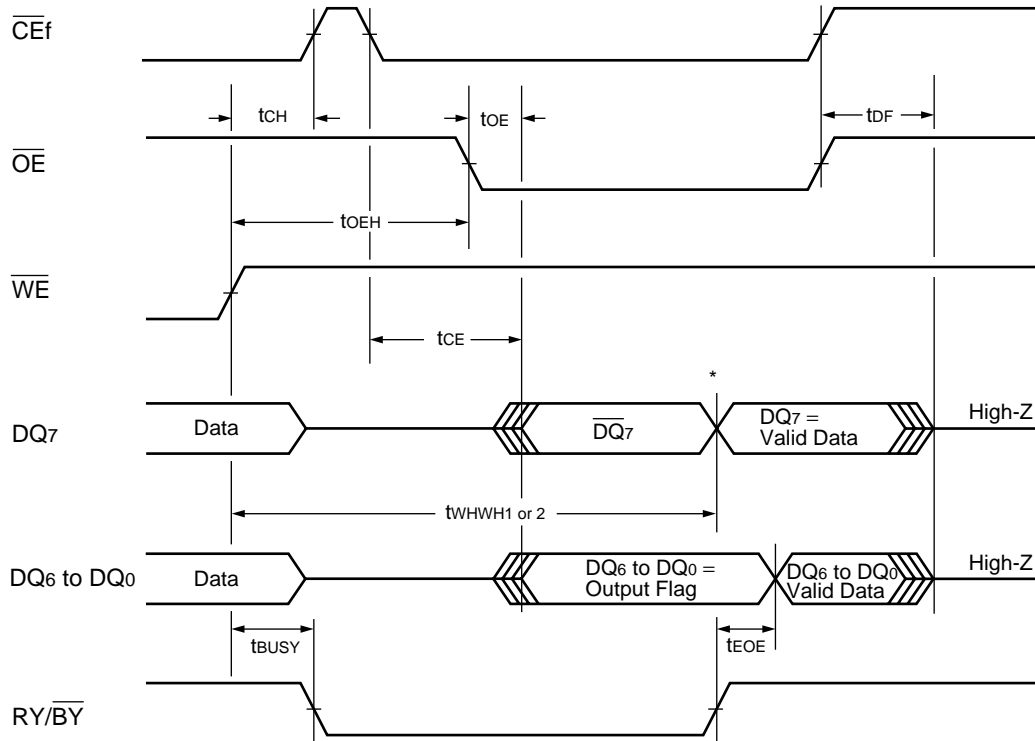 CEf
tCH
tOE
tDF
OE
tOEH
WE
tCE
*
DQ7
Data
DQ7
DQ7 =
Valid Data
High-Z
tWHWH1 or 2
DQ6 to DQ0
Data
DQ6 to DQ0 =
Output Flag
DQ6 to DQ0
Valid Data
High-Z
tBUSY
tEOE
RY/BY